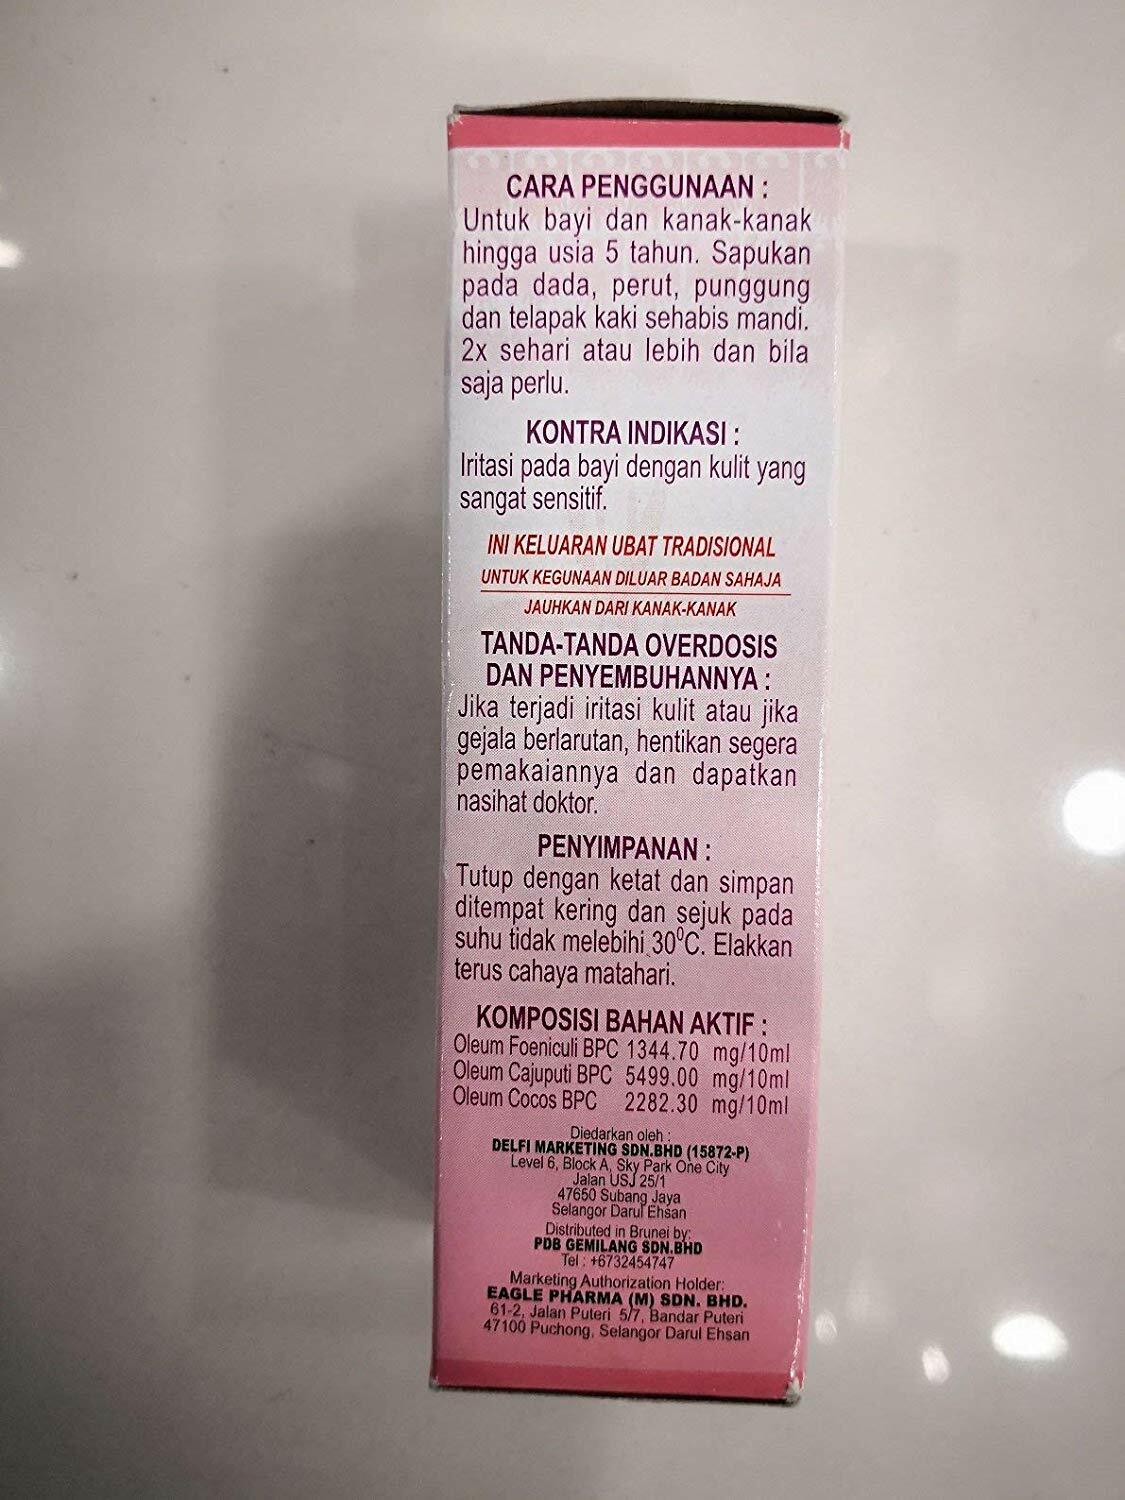 CARA PENGGUNAAN :
Untuk bayi dan kanak-kanak
hingga usia 5 tahun. Sapukan
pada dada, perut, punggung
dan telapak kaki sehabis mandi.
2x sehari atau lebih dan bila
saja perlu.
KONTRA INDIKASI :
Iritasi pada bayi dengan kulit yang
sangat sensitif.
INI KELUARAN UBAT TRADISIONAL
UNTUK KEGUNAAN DILUAR BADAN SAHAJA
JAUHKAN DARI KANAK-KANAK
TANDA-TANDA OVERDOSIS
DAN PENYEMBUHANNYA :
Jika terjadi iritasi kulit atau jika
gejala berlarutan, hentikan segera
pemakaiannya dan dapatkan
nasihat doktor.
PENYIMPANAN :
Tutup dengan ketat dan simpan
ditempat kering dan sejuk pada
suhu tidak melebihi 30⁰C. Elakkan
terus cahaya matahari.
KOMPOSISI BAHAN AKTIF :
Oleum Foeniculi BPC 1344.70 mg/10ml
Oleum Cajuputi BPC 5499.00 mg/10ml
Oleum Cocos BPC 2282.30 mg/10ml
Diedarkan oleh :
DELFI MARKETING SDN.BHD (15872-P)
Level 6, Block A, Sky Park One City
Jalan USJ 25/1
47650 Subang Jaya
Selangor Darul Ehsan
Distributed in Brunei by:
PDB GEMILANG SDN.BHD
Tel : +6732454747
Marketing Authorization Holder:
EAGLE PHARMA (M) SDN. BHD.
61-2, Jalan Puteri 5/7, Bandar Puteri
47100 Puchong, Selangor Darul Ehsan